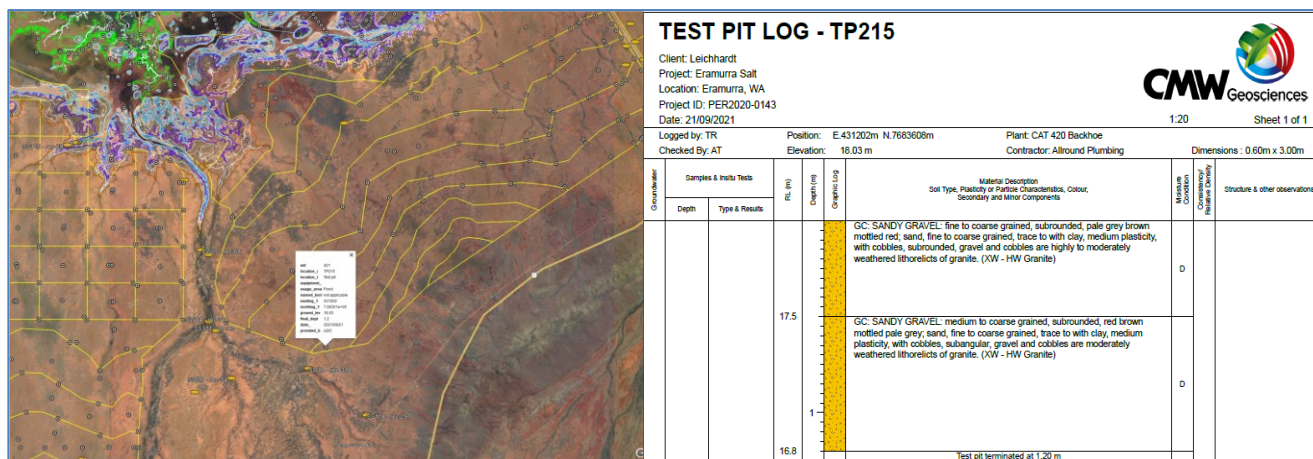 TEST PIT LOG - TP215
Client: Leichhardt
Project: Eramurra Salt
Location: Eramurra, WA
Project ID: PER2020-0143
Date: 21/09/2021
CMW Geosciences
1:20 Sheet 1 of 1
Logged by: TR Position: E.431202m N.7683608m Plant: CAT 420 Backhoe
Checked By: AT Elevation: 18.03 m Contractor: Allround Plumbing Dimensions : 0.60m x 3.00m
Groundwater
Samples & Insitu Tests
Depth Type & Results
RL (m)
Depth (m)
Graphic Log
Material Description
Soil Type, Plasticity or Particle Characteristics, Colour,
Secondary and Minor Components
Moisture
Condition
Consistency/
Relative Density
Structure & other observations
GC: SANDY GRAVEL: fine to coarse grained, subrounded, pale grey brown
mottled red; sand, fine to coarse grained, trace to with clay, medium plasticity,
with cobbles, subrounded, gravel and cobbles are highly to moderately
weathered lithorelicts of granite. (XW - HW Granite)
D
17.5
GC: SANDY GRAVEL: medium to coarse grained, subrounded, red brown
mottled pale grey; sand, fine to coarse grained, trace to with clay, medium
plasticity, with cobbles, subangular, gravel and cobbles are moderately
weathered lithorelicts of granite. (XW - HW Granite)
D
1
16.8
Test pit terminated at 1.20 m